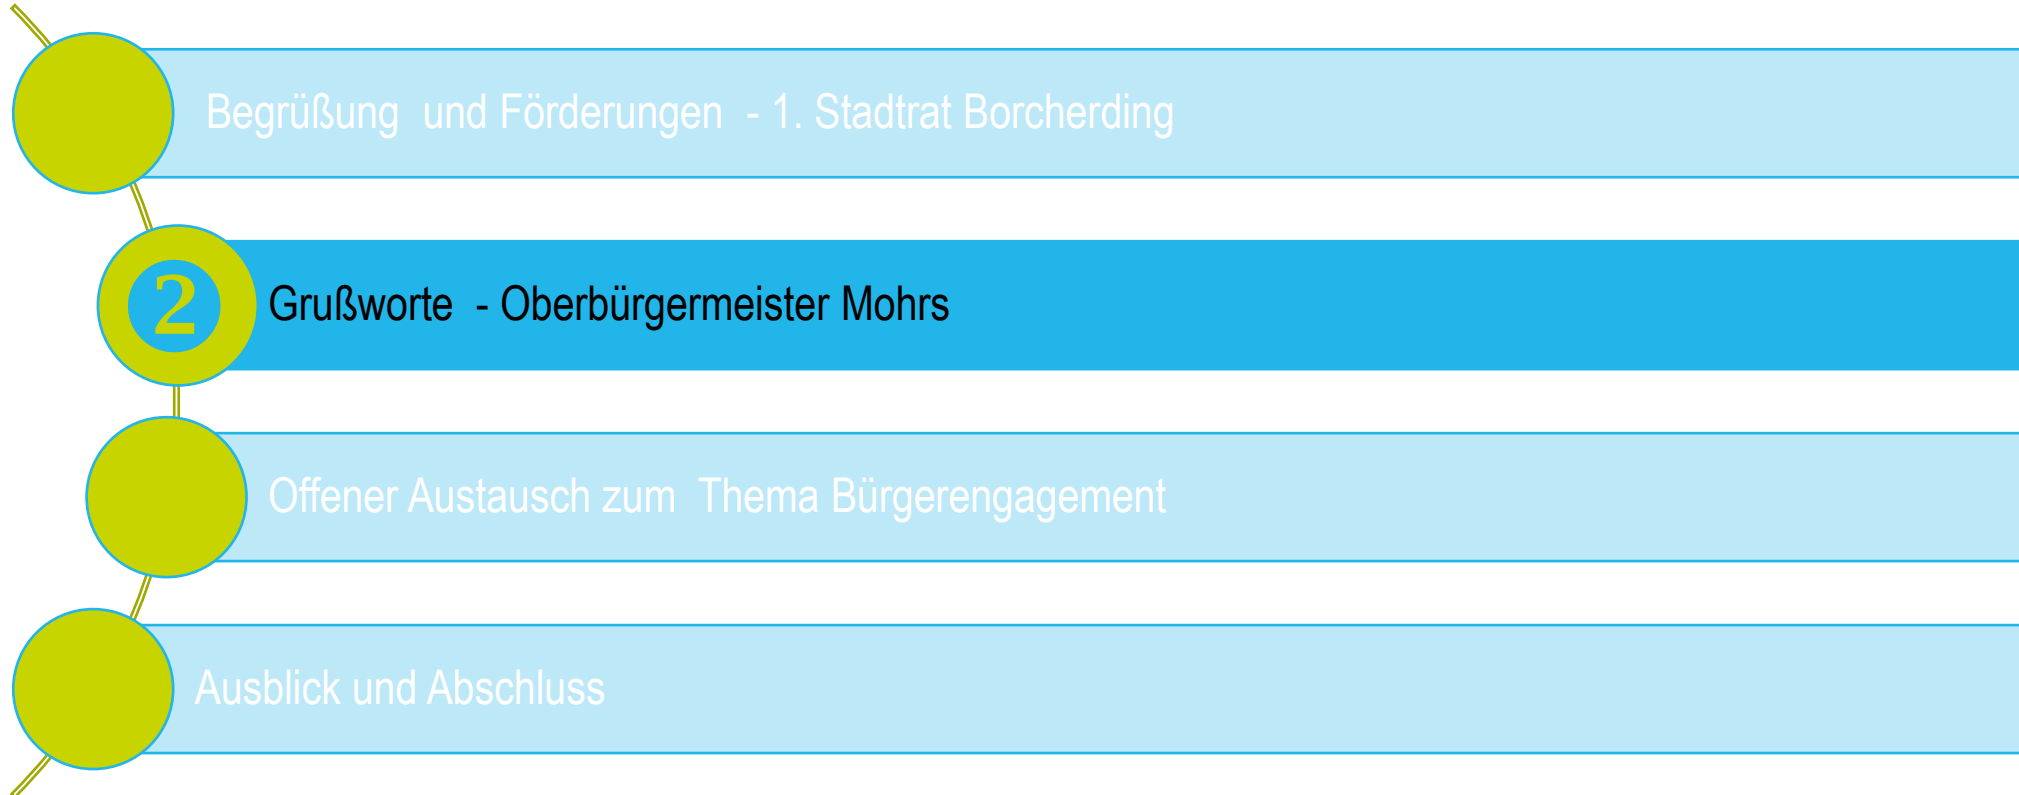 Begrüßung und Förderungen - 1. Stadtrat Borcherding
2
Grußworte - Oberbürgermeister Mohrs
Offener Austausch zum Thema Bürgerengagement
Ausblick und Abschluss